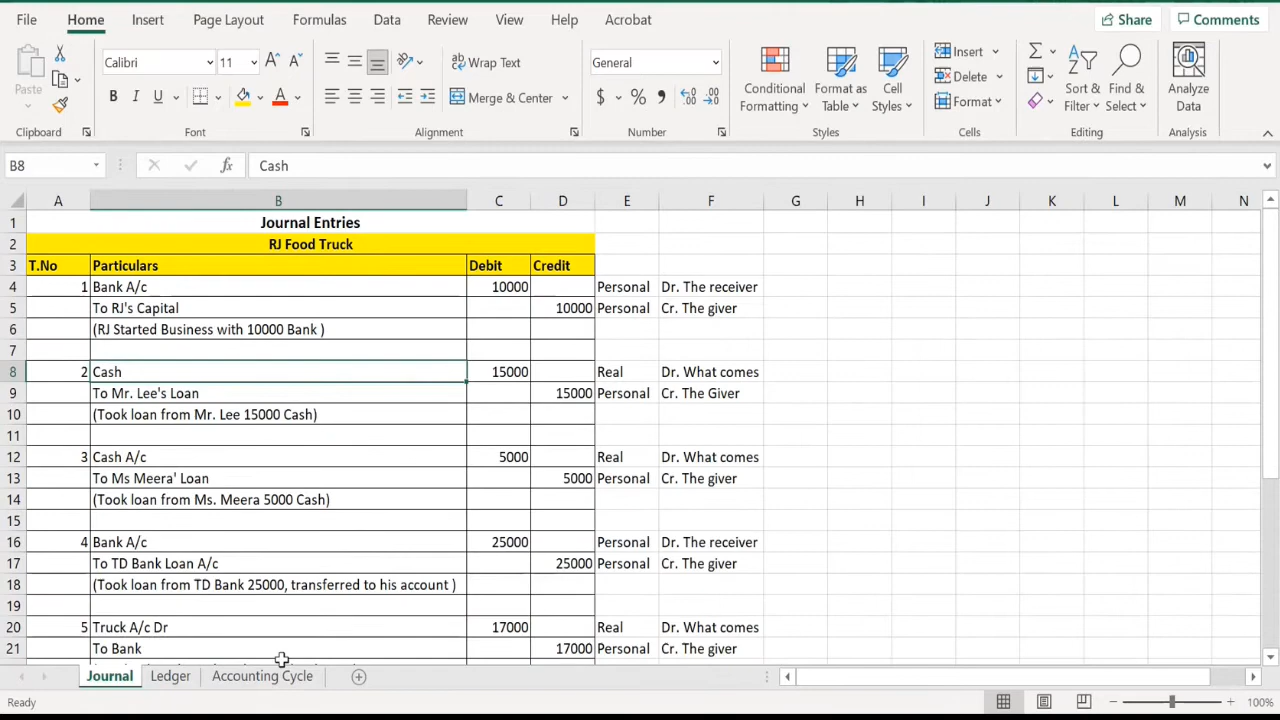 File Home Insert Page Layout Formulas Data Review View Help Acrobat Share Comments
Calibri 11 Wrap Text General Insert
Paste Delete
B I U Merge & Center $ % Conditional Formatting Format as Table Cell Styles Format Sort & Filter Find & Select Analyze Data
Clipboard Font Alignment Number Styles Cells Editing Analysis
B8 fx Cash
A B C D E F G H I J K L M N
1 Journal Entries
2 RJ Food Truck
3 T.No Particulars Debit Credit
4 1 Bank A/c 10000 Personal Dr. The receiver
5 To RJ's Capital 10000 Personal Cr. The giver
6 (RJ Started Business with 10000 Bank )
7
8 2 Cash 15000 Real Dr. What comes
9 To Mr. Lee's Loan 15000 Personal Cr. The Giver
10 (Took loan from Mr. Lee 15000 Cash)
11
12 3 Cash A/c 5000 Real Dr. What comes
13 To Ms Meera' Loan 5000 Personal Cr. The giver
14 (Took loan from Ms. Meera 5000 Cash)
15
16 4 Bank A/c 25000 Personal Dr. The receiver
17 To TD Bank Loan A/c 25000 Personal Cr. The giver
18 (Took loan from TD Bank 25000, transferred to his account )
19
20 5 Truck A/c Dr 17000 Real Dr. What comes
21 To Bank 17000 Personal Cr. The giver
Journal Ledger Accounting Cycle
Ready 100%